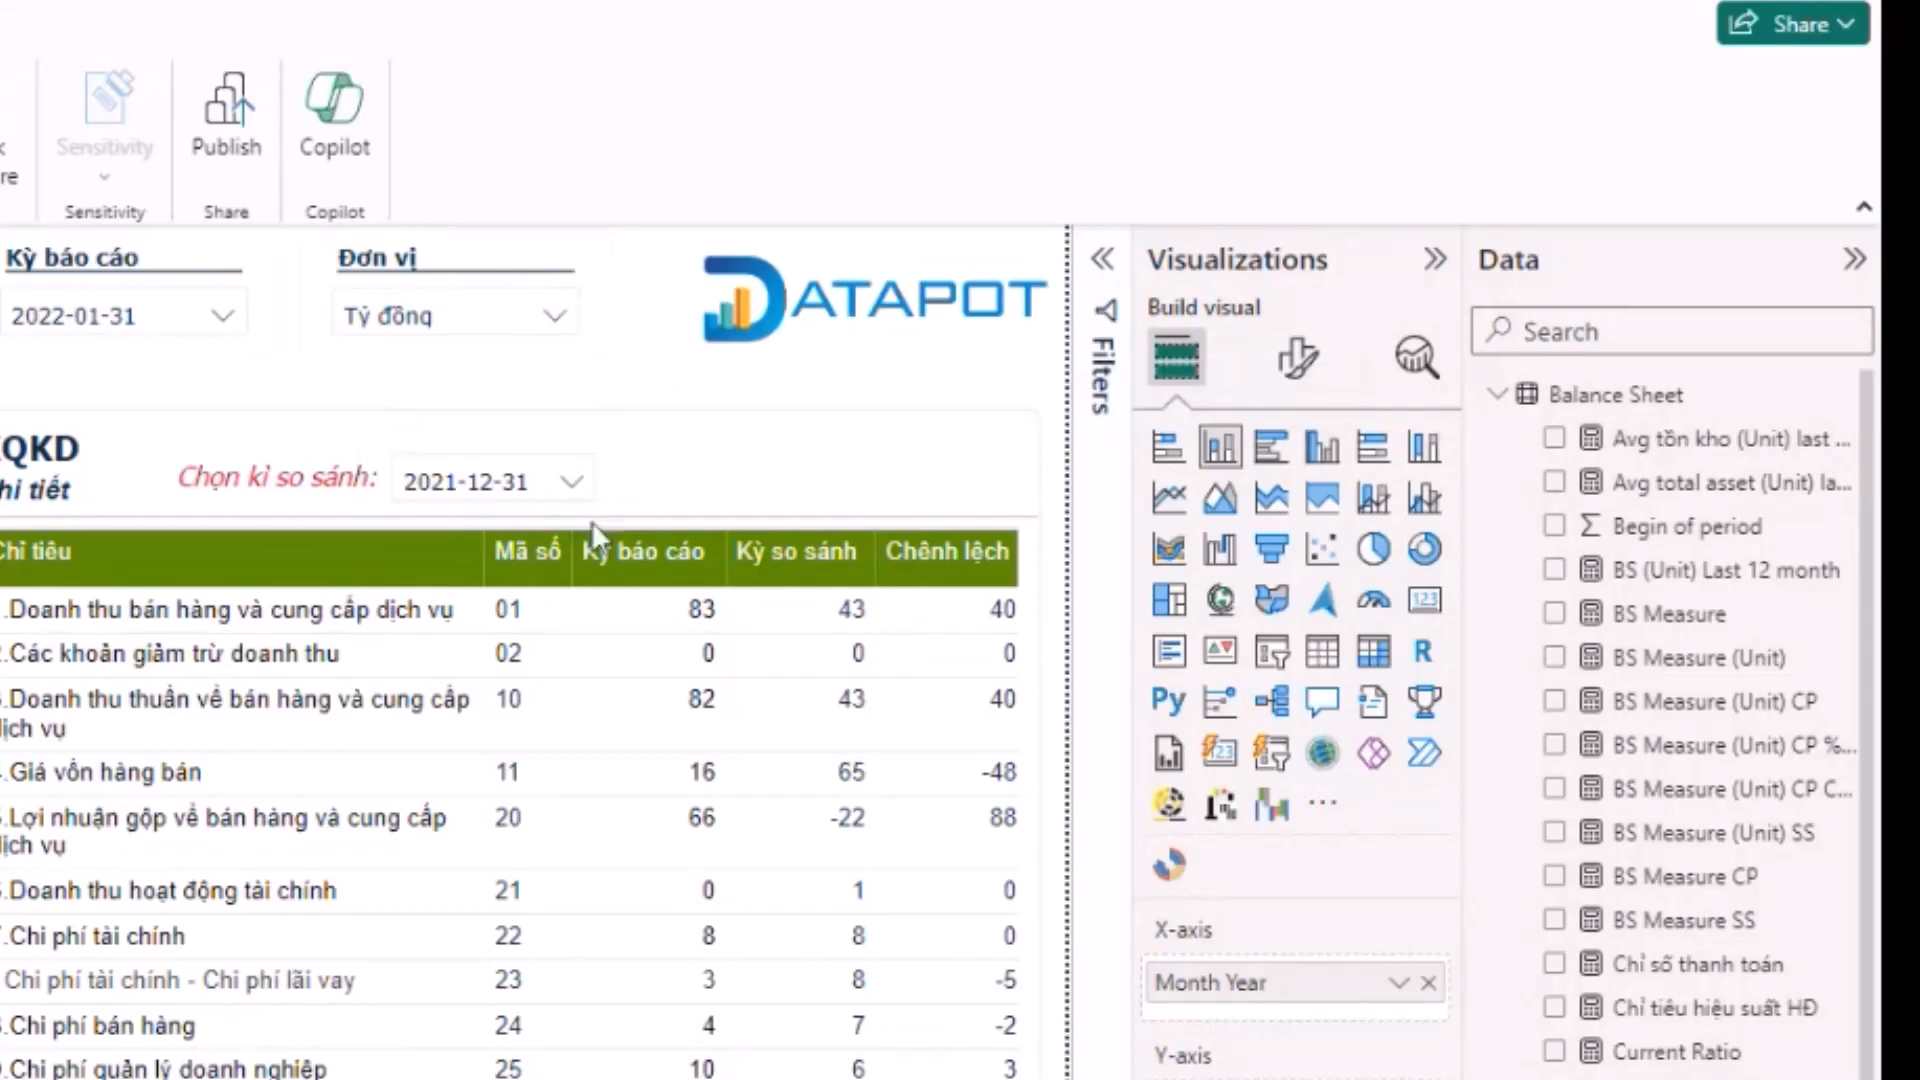 Share
Sensitivity
Publish
Copilot
re
Sensitivity
Share
Copilot
Kỳ báo cáo
Đơn vị
2022-01-31
Tỷ đồng
DATAPOT
Filters
Visualizations
Build visual
123
R
Py
Data
Search
Balance Sheet
Avg tồn kho (Unit) last ...
Avg total asset (Unit) la...
Begin of period
BS (Unit) Last 12 month
BS Measure
BS Measure (Unit)
BS Measure (Unit) CP
BS Measure (Unit) CP %...
BS Measure (Unit) CP C...
BS Measure (Unit) SS
BS Measure CP
BS Measure SS
Chỉ số thanh toán
Chỉ tiêu hiệu suất HĐ
Current Ratio
X-axis
Month Year
Y-axis
QKD
hi tiết
Chọn kì so sánh:
2021-12-31
Chỉ tiêu Mã số Kỳ báo cáo Kỳ so sánh Chênh lệch
.Doanh thu bán hàng và cung cấp dịch vụ 01 83 43 40
.Các khoản giảm trừ doanh thu 02 0 0 0
.Doanh thu thuần về bán hàng và cung cấp 10 82 43 40
dịch vụ
.Giá vốn hàng bán 11 16 65 -48
.Lợi nhuận gộp về bán hàng và cung cấp 20 66 -22 88
dịch vụ
.Doanh thu hoạt động tài chính 21 0 1 0
.Chi phí tài chính 22 8 8 0
Chi phí tài chính - Chi phí lãi vay 23 3 8 -5
.Chi phí bán hàng 24 4 7 -2
.Chi phí quản lý doanh nghiệp 25 10 6 3